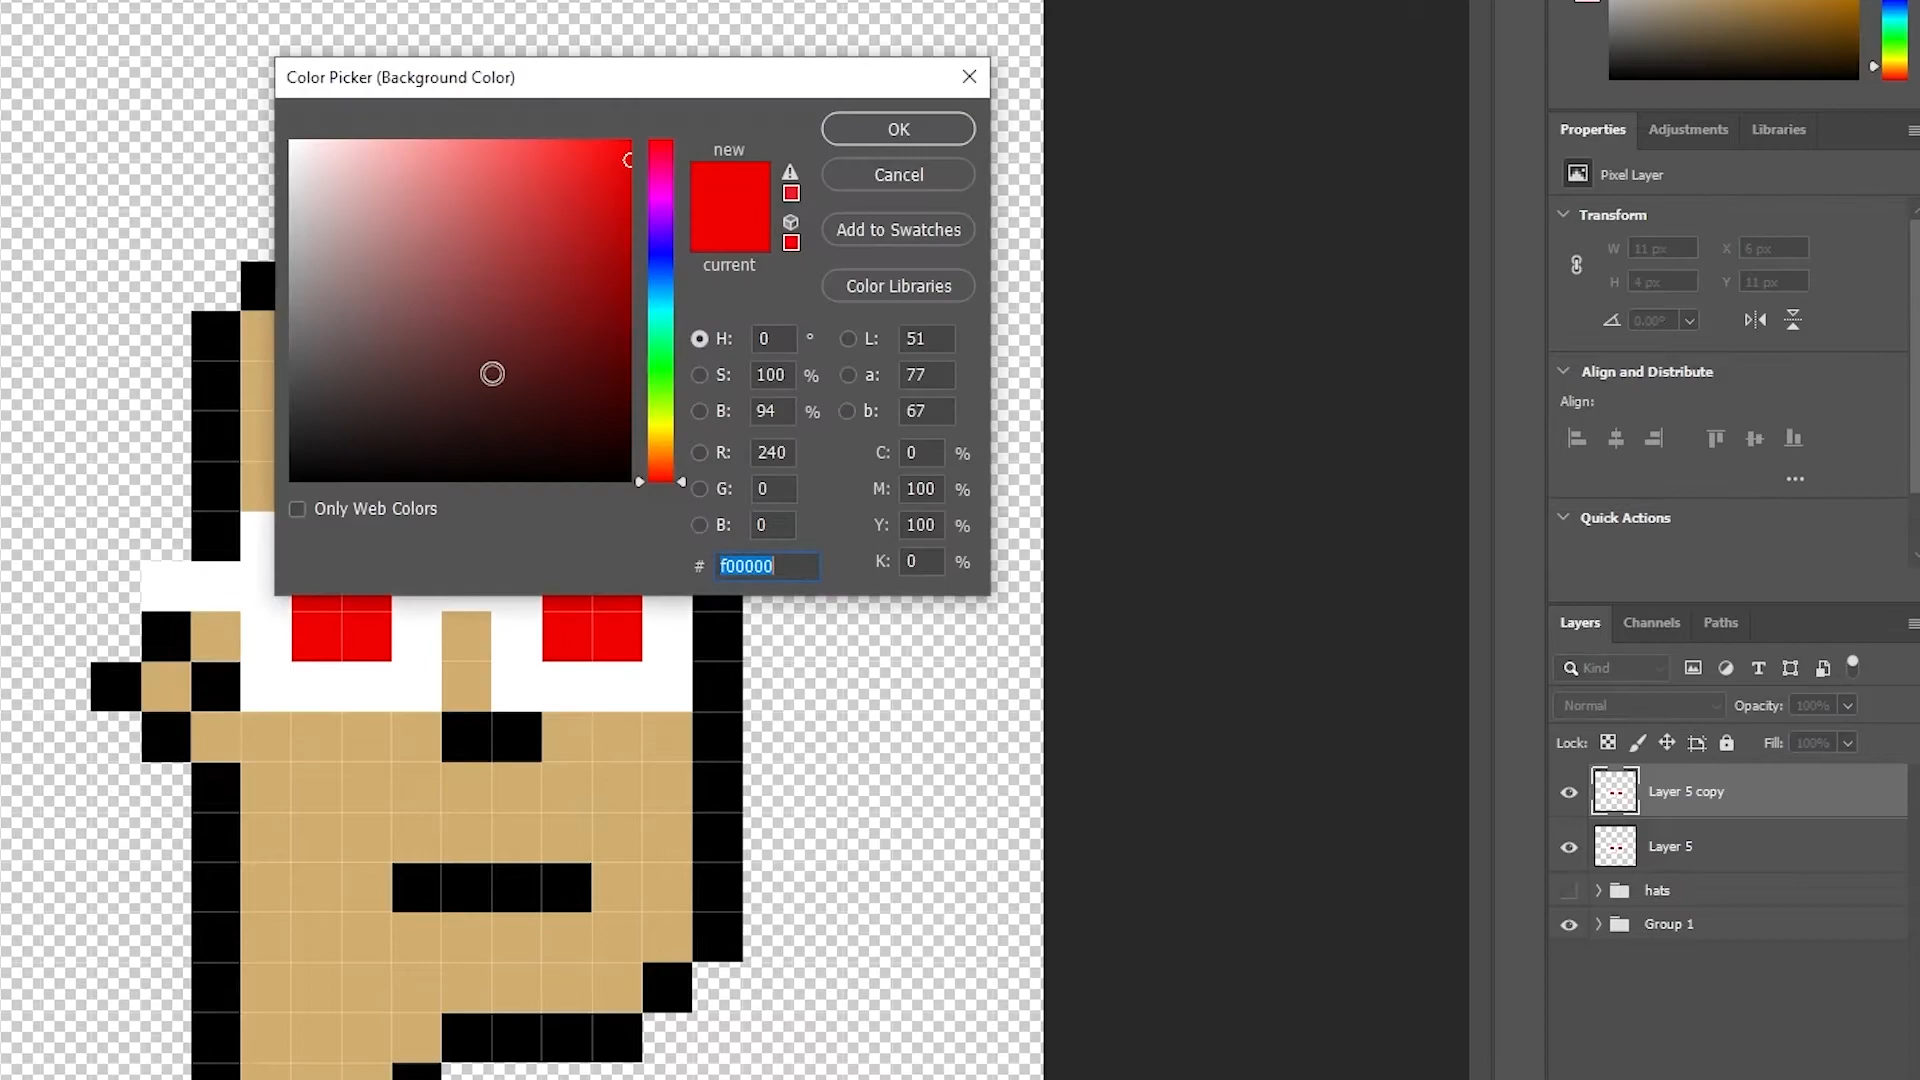 Color Picker (Background Color)
new
current
OK
Cancel
Add to Swatches
Color Libraries
H: 0 °
L: 51
S: 100 %
a: 77
B: 94 %
b: 67
R: 240
C: 0 %
G: 0
M: 100 %
B: 0
Y: 100 %
# f00000
K: 0 %
Only Web Colors
Properties
Adjustments
Libraries
Pixel Layer
Transform
W 11 px
X 6 px
H 4 px
Y 11 px
0.00°
Align and Distribute
Align:
Quick Actions
Layers
Channels
Paths
Kind
Normal
Opacity: 100%
Lock:
Fill: 100%
Layer 5 copy
Layer 5
hats
Group 1